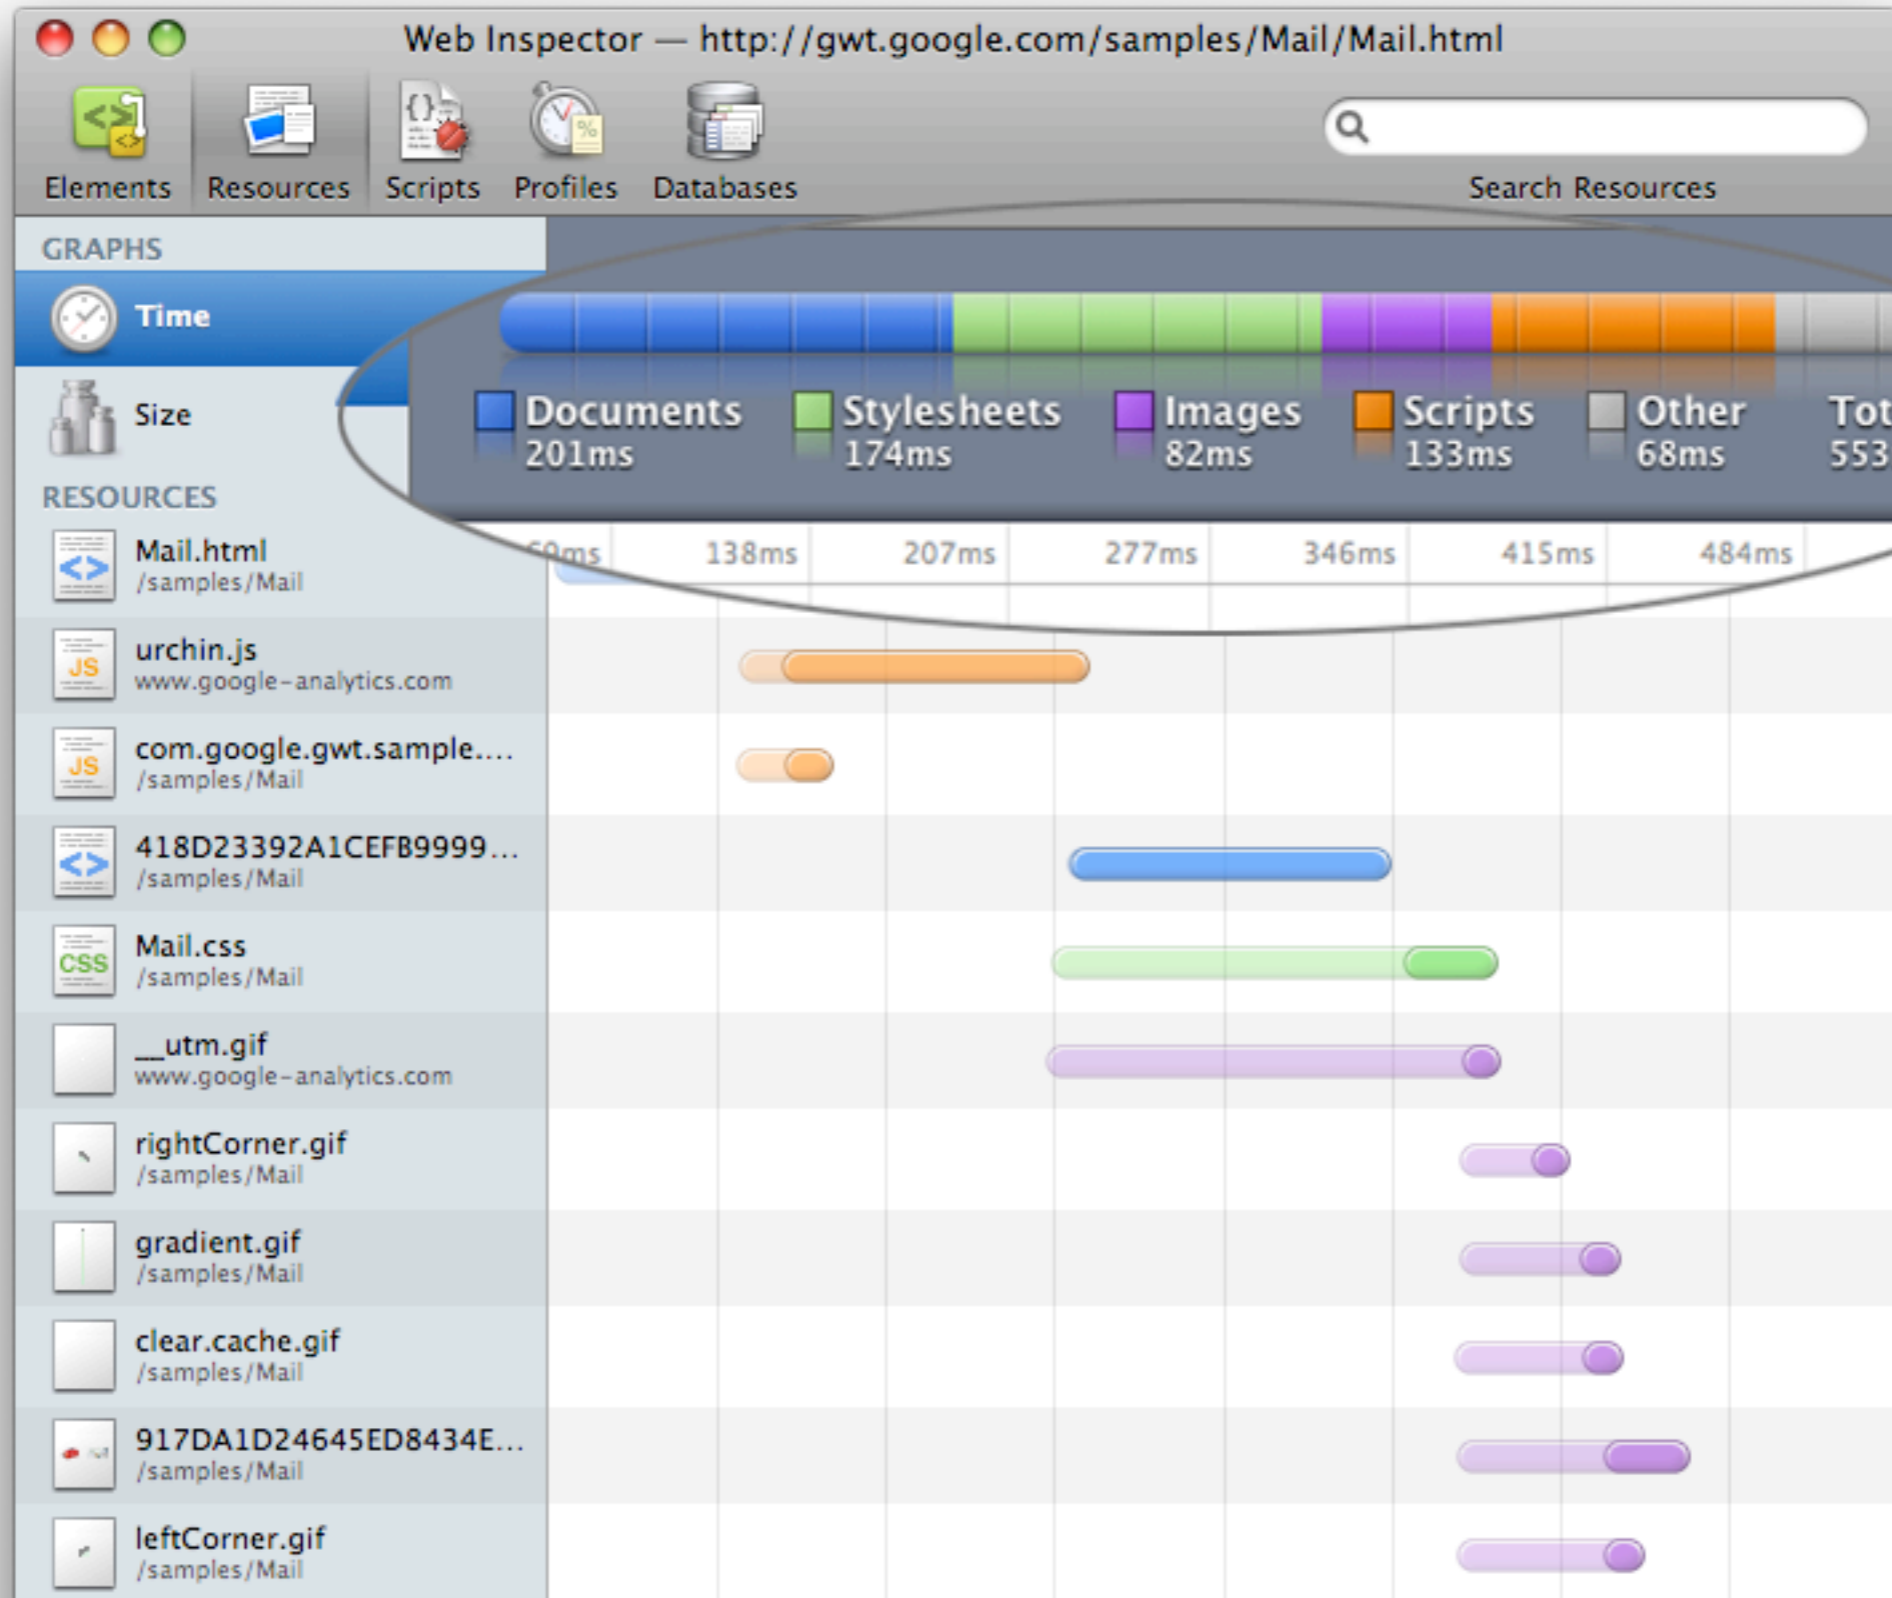 Web Inspector — http://gwt.google.com/samples/Mail/Mail.html
Elements Resources Scripts Profiles Databases Search Resources
GRAPHS
Time
Size
Documents Stylesheets Images Scripts Other
201ms 174ms 82ms 133ms 68ms 553
RESOURCES
138ms 207ms 277ms 346ms 415ms 484ms
Mail.html
/samples/Mail
JS
urchin.js
www.google-analytics.com
JS
com.google.gwt.sample....
/samples/Mail
418D23392A1CEFB9999...
/samples/Mail
CSS
Mail.css
/samples/Mail
__utm.gif
www.google-analytics.com
rightCorner.gif
/samples/Mail
gradient.gif
/samples/Mail
clear.cache.gif
/samples/Mail
917DA1D24645ED8434E...
/samples/Mail
leftCorner.gif
/samples/Mail